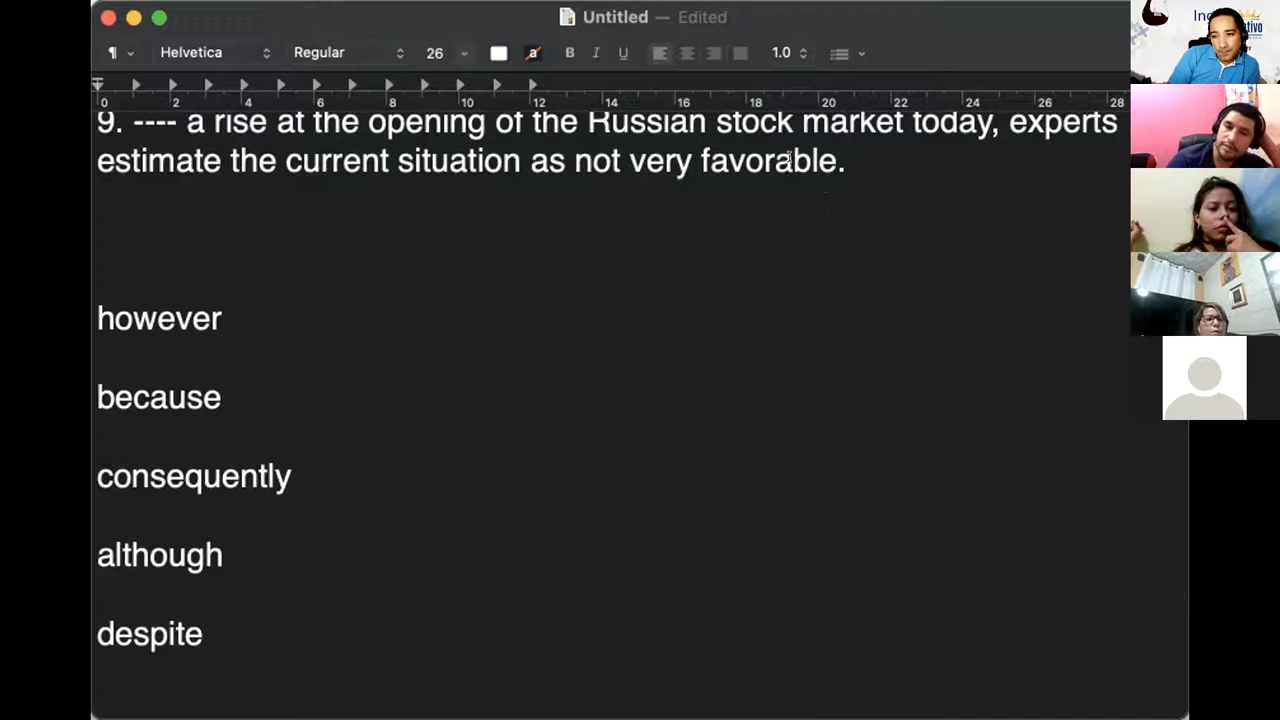 Untitled — Edited
¶ Helvetica Regular 26 a B I U 1.0
0 2 4 6 8 10 12 14 16 18 20 22 24 26 28
9. ---- a rise at the opening of the Russian stock market today, experts
estimate the current situation as not very favorable.
however
because
consequently
although
despite